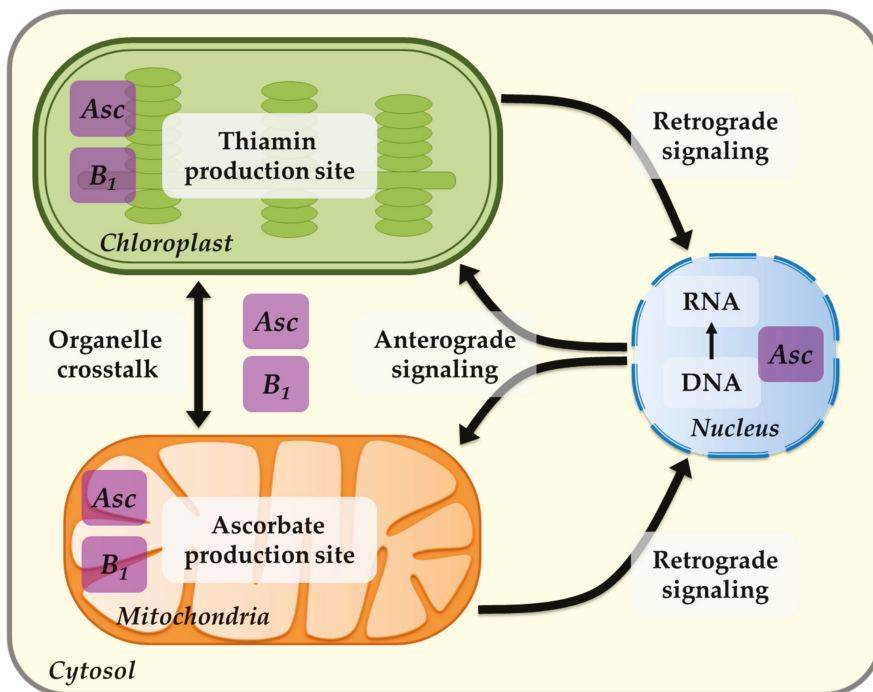 Asc
B₁
Thiamin
production site
Chloroplast
Retrograde
signaling
Organelle
crosstalk
Asc
B₁
Anterograde
signaling
RNA
Asc
DNA
Nucleus
Asc
B₁
Ascorbate
production site
Mitochondria
Retrograde
signaling
Cytosol